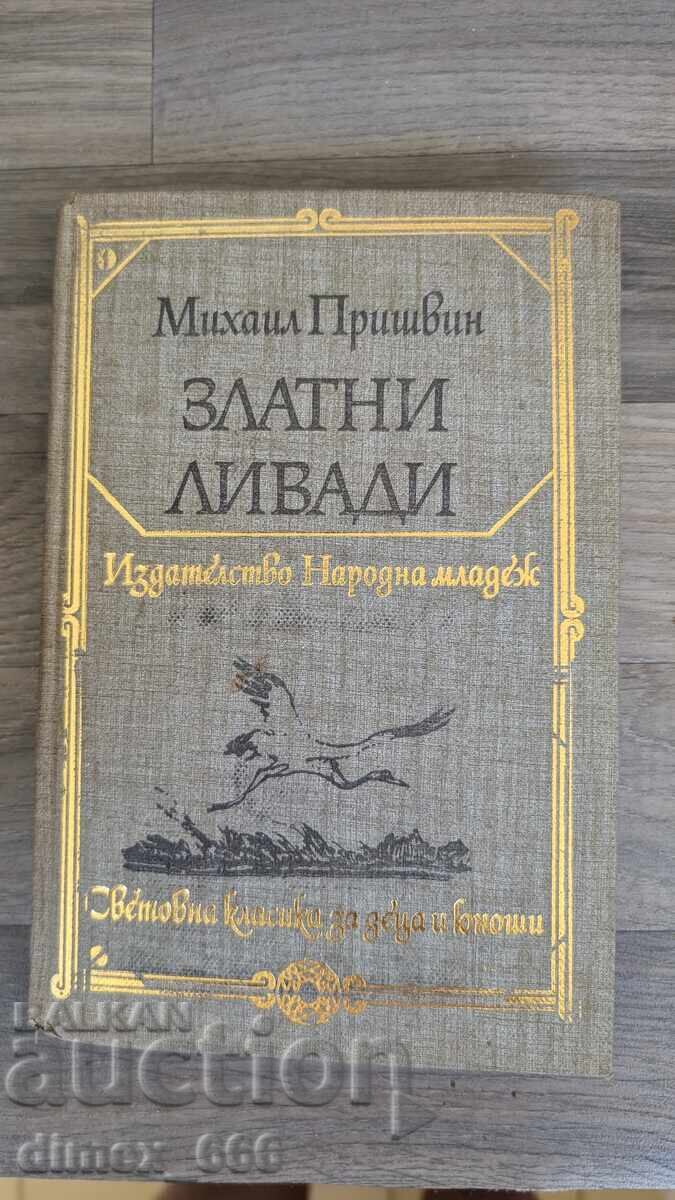 Михаил Пришвин
ЗЛАТНИ
ЛИВАДИ
Издателство Народна младеж
Световна класика за деца и юноши
BALKAN
auction
dimex_666